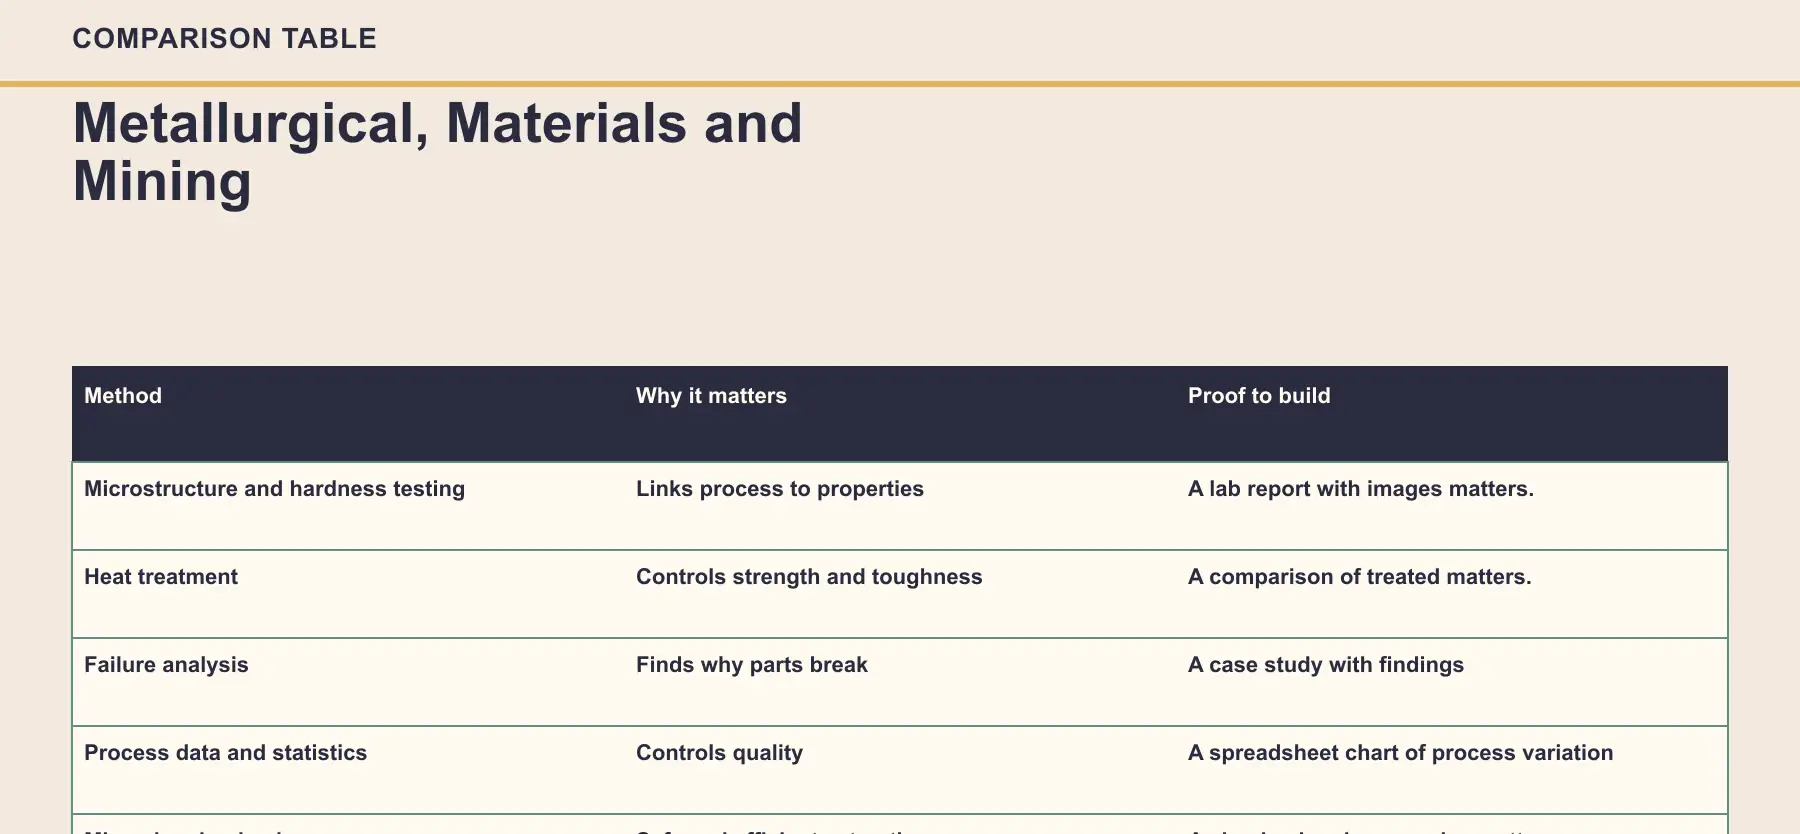 COMPARISON TABLE
Metallurgical, Materials and
Mining
Method Why it matters Proof to build
Microstructure and hardness testing Links process to properties A lab report with images matters.
Heat treatment Controls strength and toughness A comparison of treated matters.
Failure analysis Finds why parts break A case study with findings
Process data and statistics Controls quality A spreadsheet chart of process variation